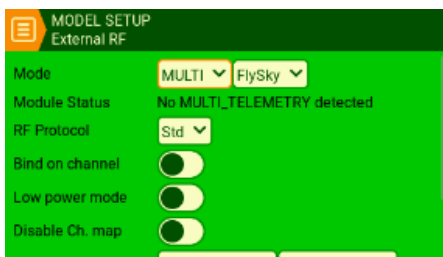 MODEL SETUP
External RF
Mode MULTI FlySky
Module Status No MULTI_TELEMETRY detected
RF Protocol Std
Bind on channel
Low power mode
Disable Ch. map